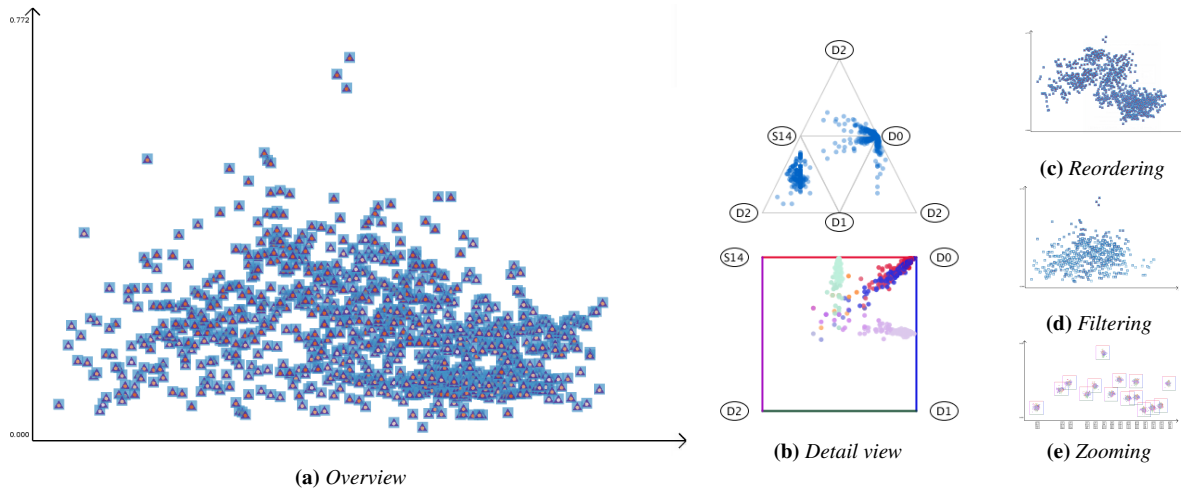 0.772
0.000
(a) Overview
D2
S14
D0
D2
D1
D2
S14
D0
D2
D1
(b) Detail view
(c) Reordering
(d) Filtering
(e) Zooming